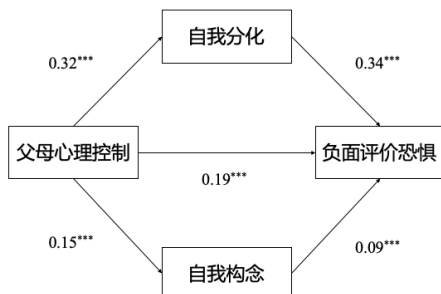 自我分化
0.32***
0.34***
父母心理控制
负面评价恐惧
0.19***
0.15***
0.09***
自我构念